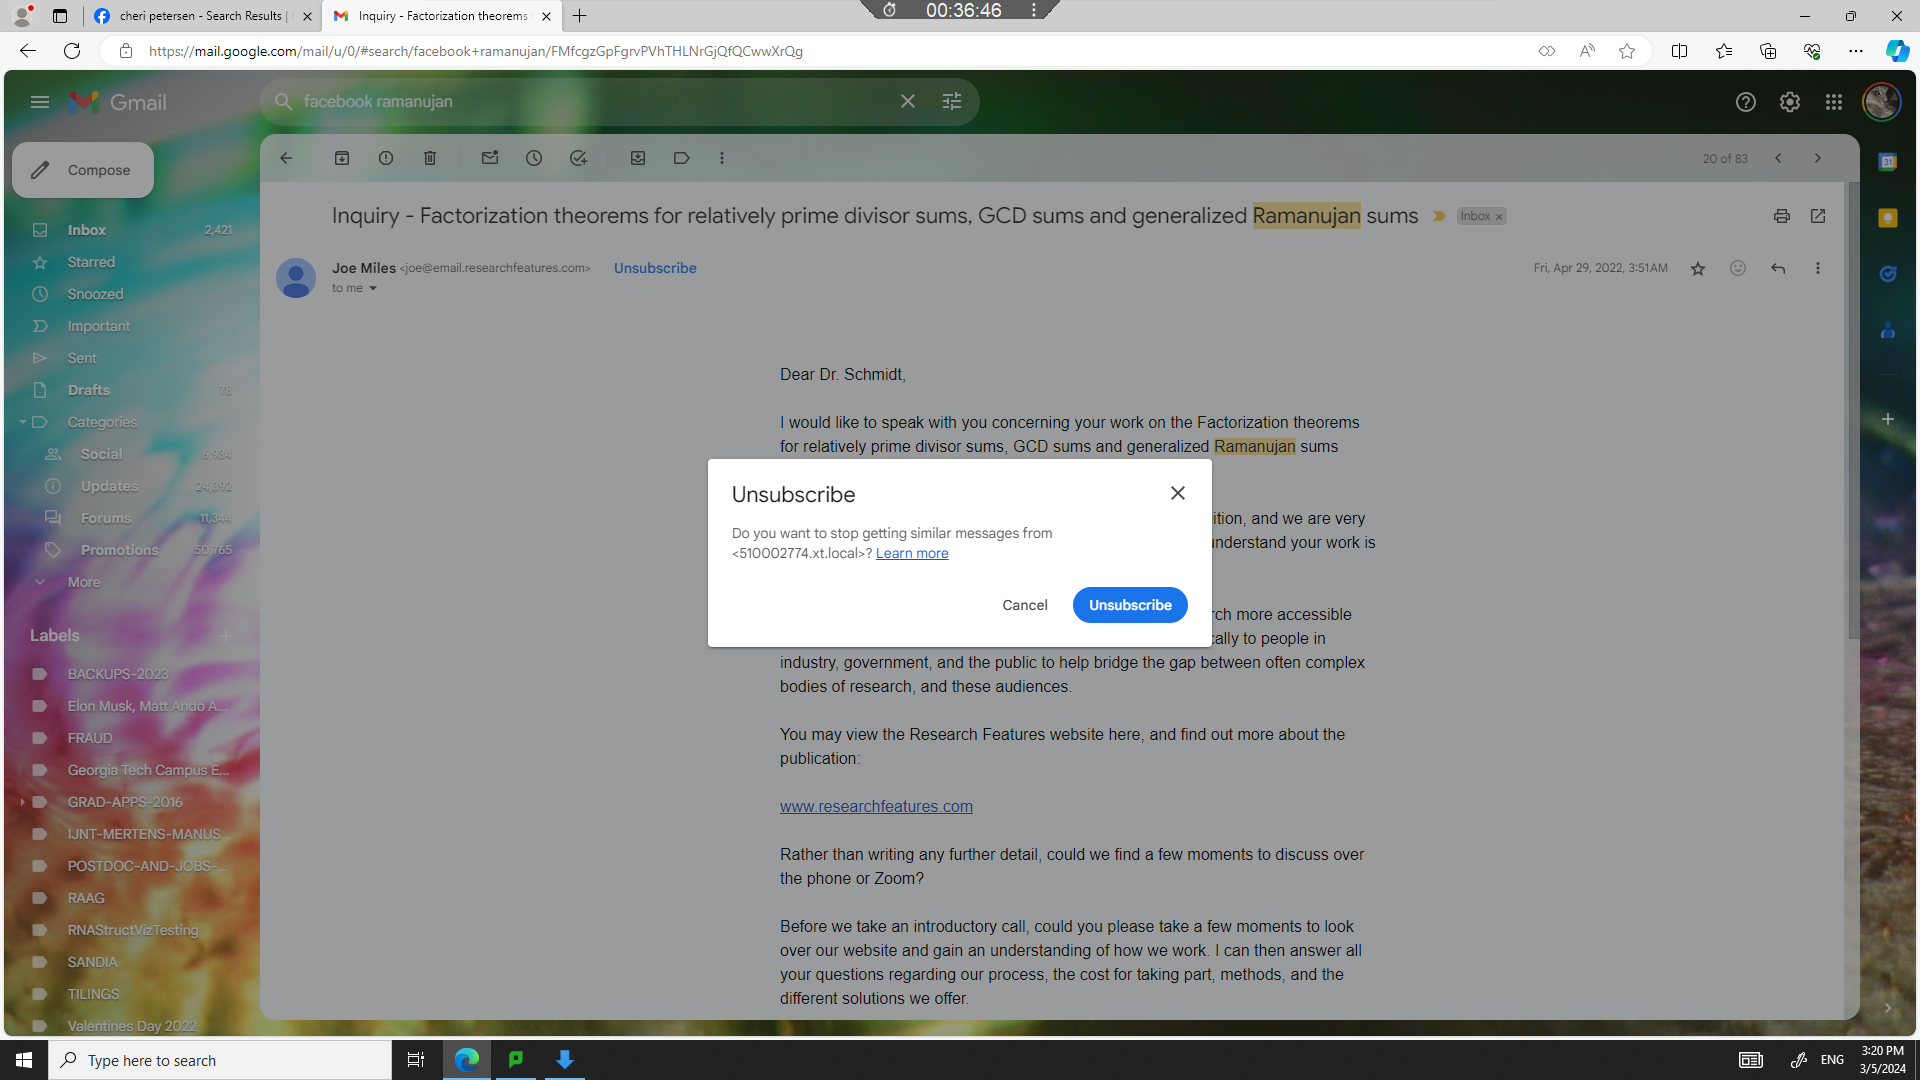 cheri petersen - Search Results |
Inquiry - Factorization theorems
00:36:46
https://mail.google.com/mail/u/0/#search/facebook+ramanujan/FMfcgzGpFgrvPVhTHLNrGjQfQCwwXrQg
Gmail
facebook ramanujan
Compose
20 of 83
Inquiry - Factorization theorems for relatively prime divisor sums, GCD sums and generalized Ramanujan sums
Inbox ×
Joe Miles <joe@email.researchfeatures.com> Unsubscribe
Fri, Apr 29, 2022, 3:51 AM
to me
Inbox 2,421
Starred
Snoozed
Important
Sent
Drafts 78
Categories
Social 6,934
Updates 24,392
Forums 11,344
Promotions 50,765
More
Labels
BACKUPS-2023
Elon Musk, Matt Ando A...
FRAUD
Georgia Tech Campus E...
GRAD-APPS-2016
IJNT-MERTENS-MANUS...
POSTDOC-AND-JOBS-...
RAAG
RNAStructVizTesting
SANDIA
TILINGS
Valentines Day 2022
Dear Dr. Schmidt,
I would like to speak with you concerning your work on the Factorization theorems
for relatively prime divisor sums, GCD sums and generalized Ramanujan sums
Unsubscribe
Do you want to stop getting similar messages from
<510002774.xt.local>? Learn more
Cancel Unsubscribe
ition, and we are very
understand your work is
rch more accessible
cally to people in
industry, government, and the public to help bridge the gap between often complex
bodies of research, and these audiences.
You may view the Research Features website here, and find out more about the
publication:
www.researchfeatures.com
Rather than writing any further detail, could we find a few moments to discuss over
the phone or Zoom?
Before we take an introductory call, could you please take a few moments to look
over our website and gain an understanding of how we work. I can then answer all
your questions regarding our process, the cost for taking part, methods, and the
different solutions we offer.
Type here to search
ENG
3:20 PM
3/5/2024